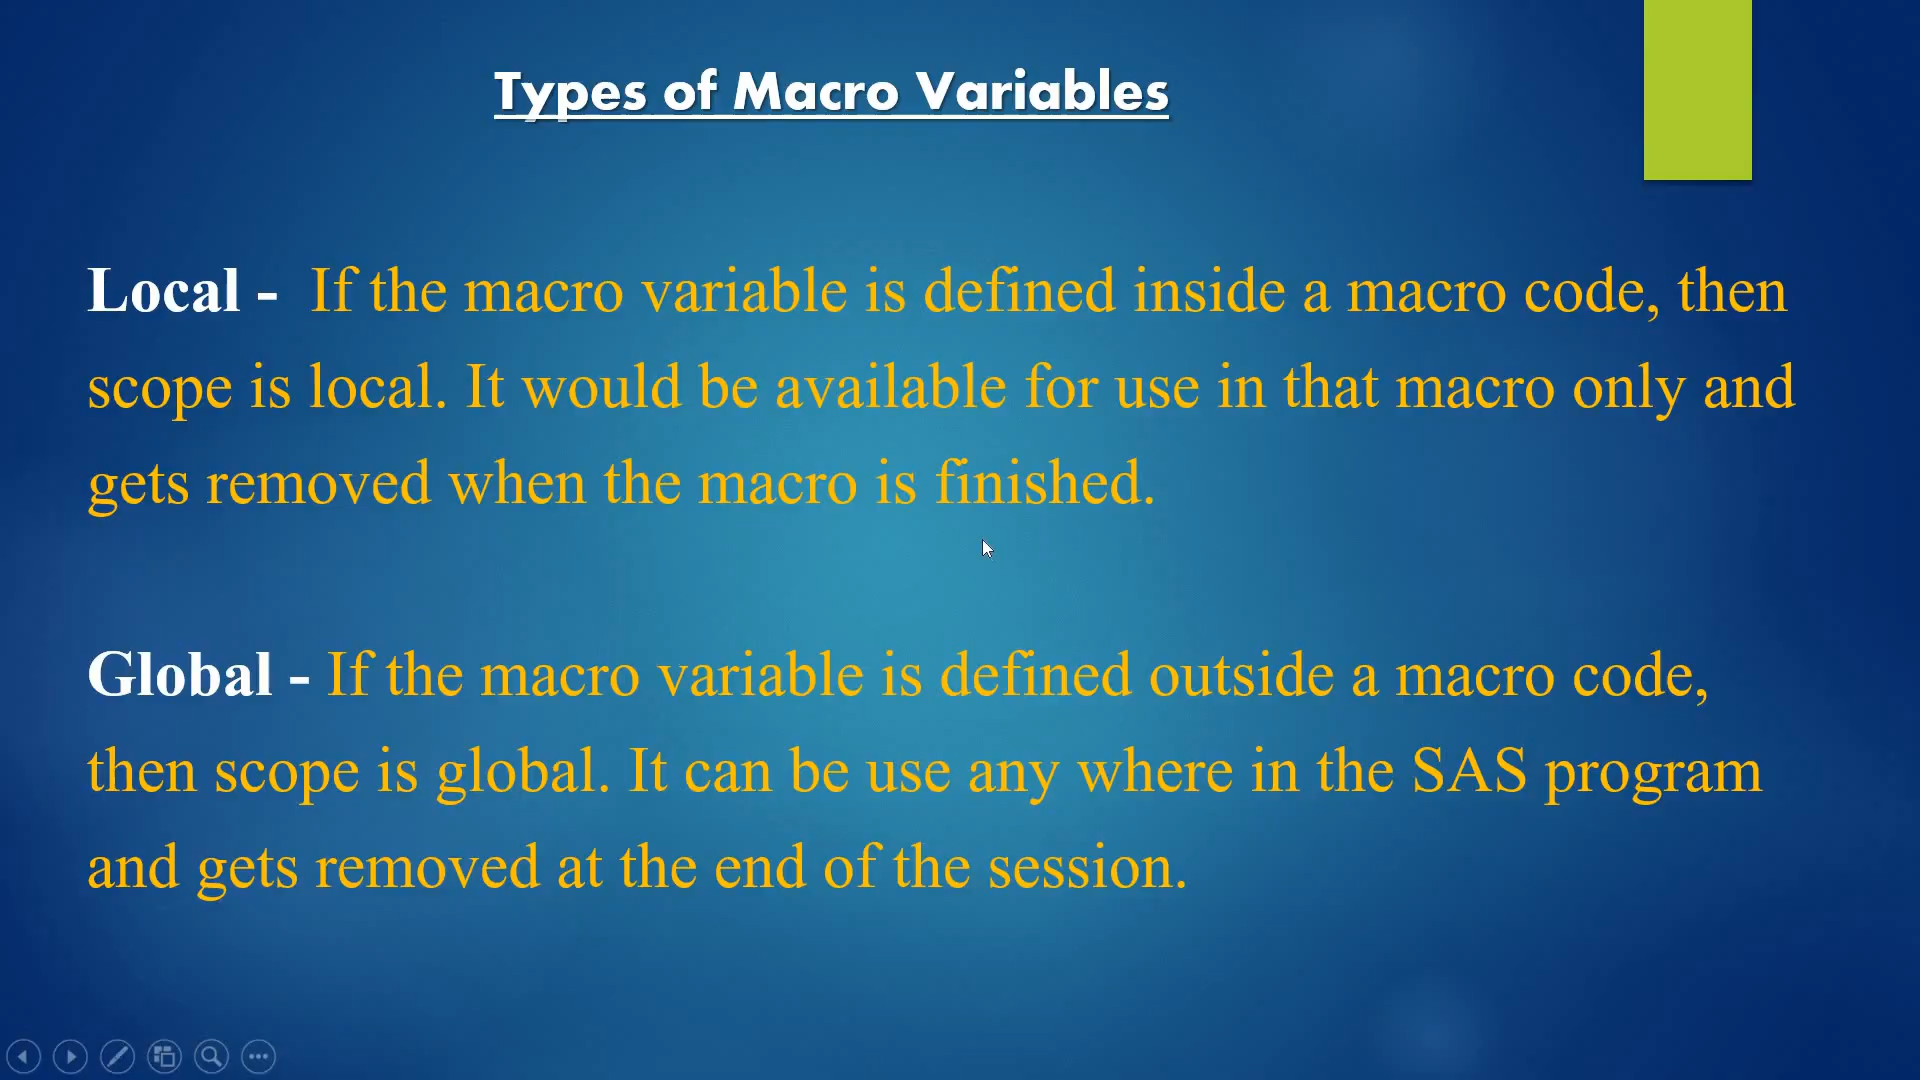 Types of Macro Variables
Local - If the macro variable is defined inside a macro code, then
scope is local. It would be available for use in that macro only and
gets removed when the macro is finished.
Global - If the macro variable is defined outside a macro code,
then scope is global. It can be use any where in the SAS program
and gets removed at the end of the session.